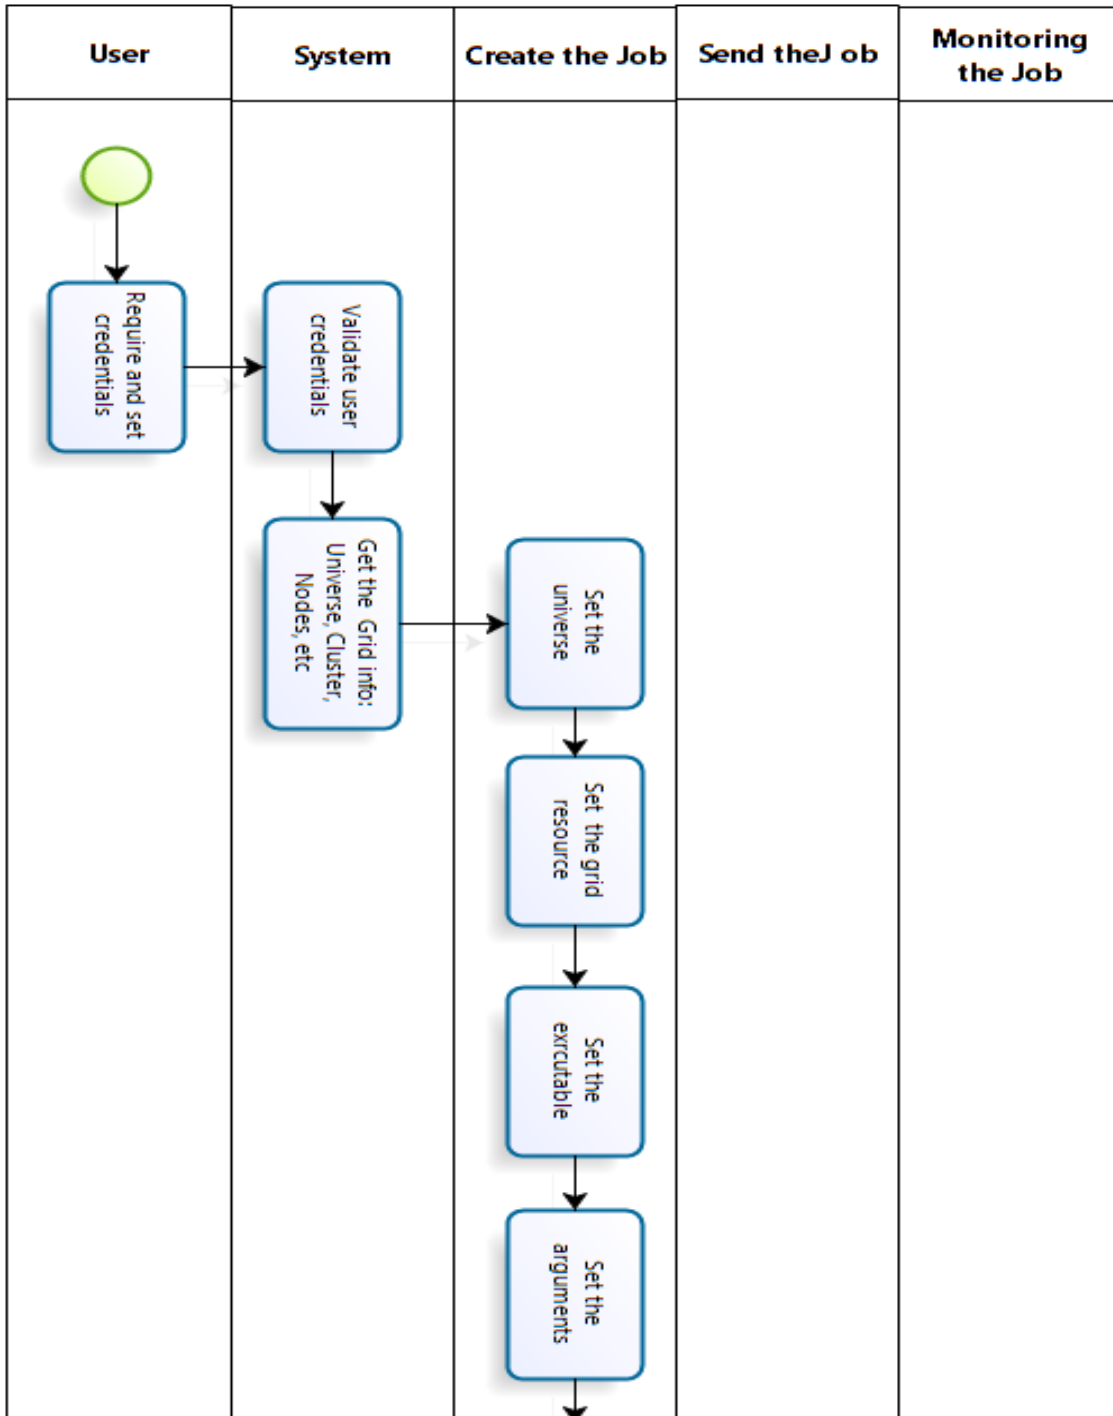 User
System
Create the Job
Send theJ ob
Monitoring
the Job
Require and set
credentials
Validate user
credentials
Get the Grid info:
Universe, Cluster,
Nodes, etc
Set the
universe
Set the grid
resource
Set the
exrcutable
Set the
arguments